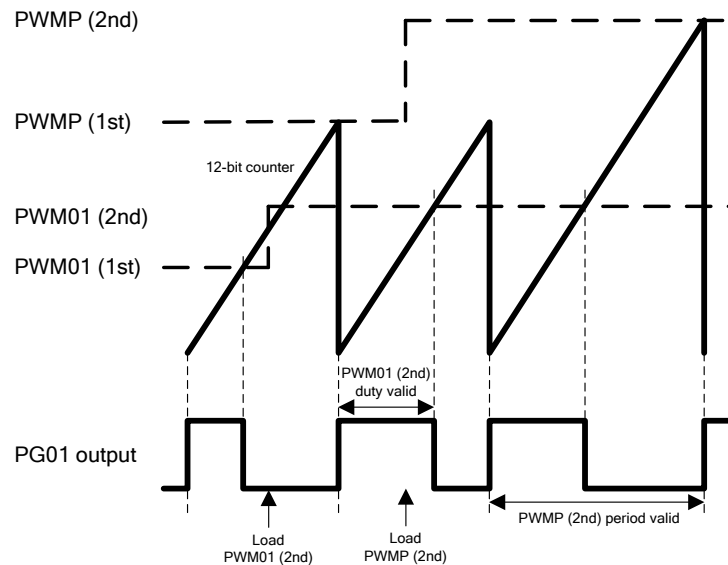 PWMP (2nd)
PWMP (1st)
12-bit counter
PWM01 (2nd)
PWM01 (1st)
PWM01 (2nd)
duty valid
PG01 output
PWMP (2nd) period valid
Load
PWM01 (2nd)
Load
PWMP (2nd)